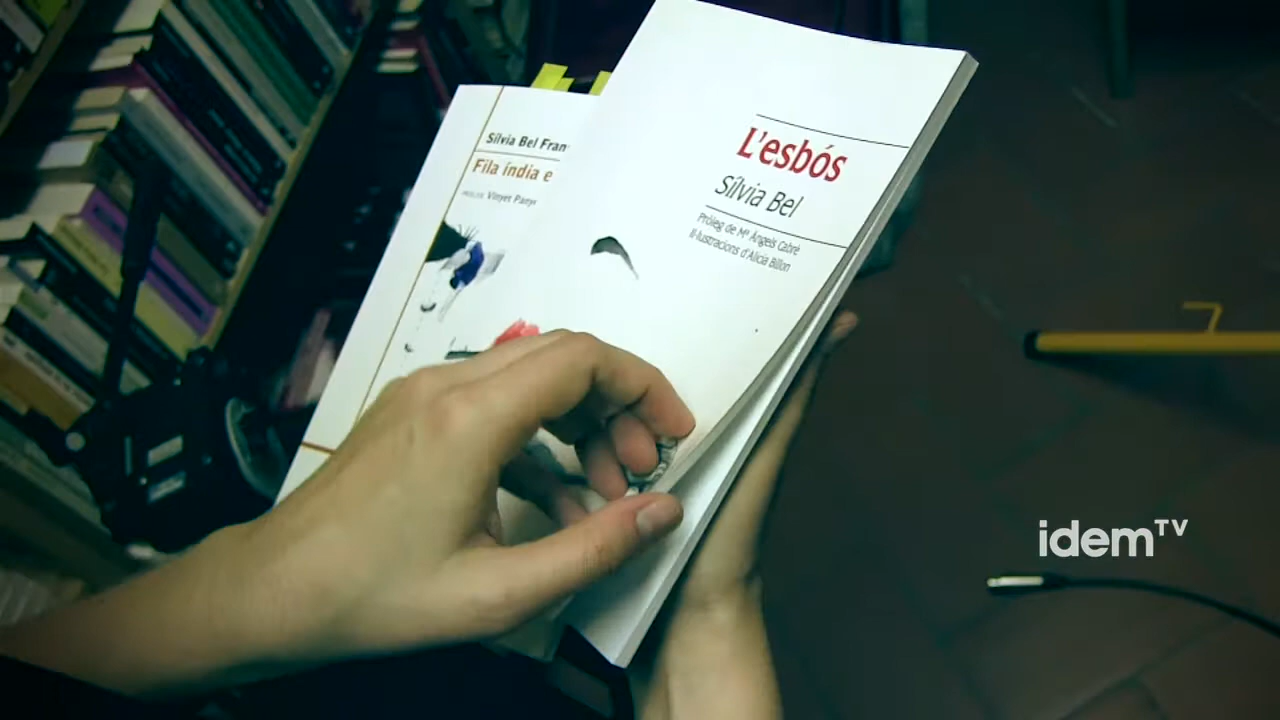 Sílvia Bel Fran
Fila índia e
Vinyet Panye
L'esbós
Sílvia Bel
Pròleg de Mª Àngels Cabré
Il·lustracions d'Alícia Billon
idemTV